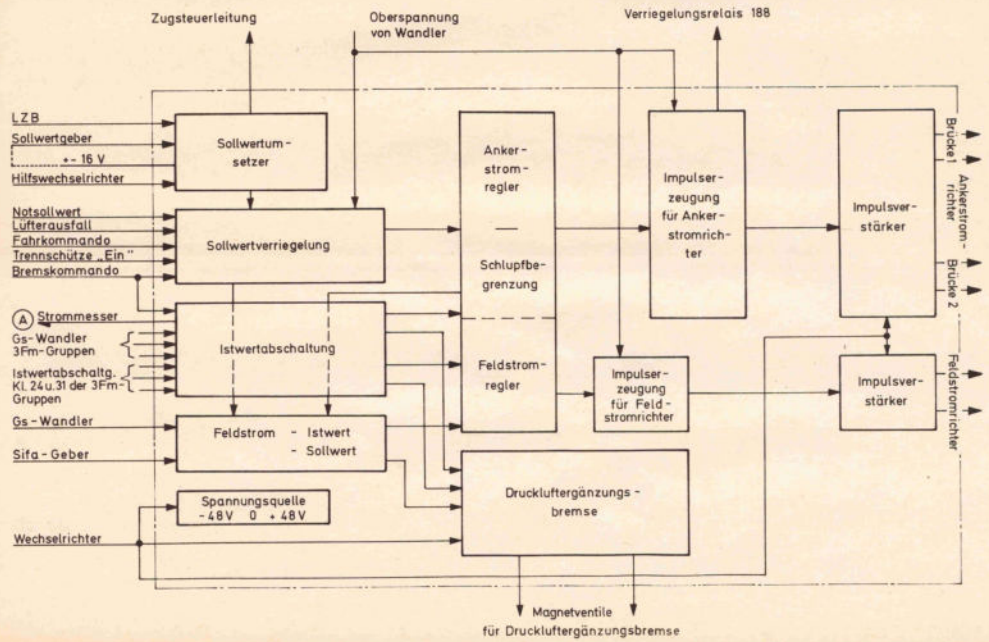 Zugsteuerleitung
Oberspannung
von Wandler
Verriegelungsrelais 188
LZB
Sollwertgeber
+- 16 V
Hilfswechselrichter
Sollwertum-
setzer
Notsollwert
Lüfterausfall
Fahrkommando
Trennschütze „Ein"
Bremskommando
Sollwertverriegelung
A Strommesser
Gs-Wandler
3Fm-Gruppen
Istwertabschaltg.
Kl. 24 u. 31 der 3Fm-
Gruppen
Istwertabschaltung
Gs-Wandler
Sifa-Geber
Feldstrom - Istwert
- Sollwert
Spannungsquelle
-48V 0 +48V
Wechselrichter
Anker-
strom-
regler
—
Schlupfbe-
grenzung
Feldstrom-
regler
Impulser-
zeugung
für Anker-
stromrich-
ter
Impulser-
zeugung
für Feld-
stromrichter
Druckluftergänzungs-
bremse
Impulsver-
stärker
Impulsver-
stärker
Brücke 1
Ankerstrom-
richter
Brücke 2
Feldstromrichter
Magnetventile
für Druckluftergänzungsbremse